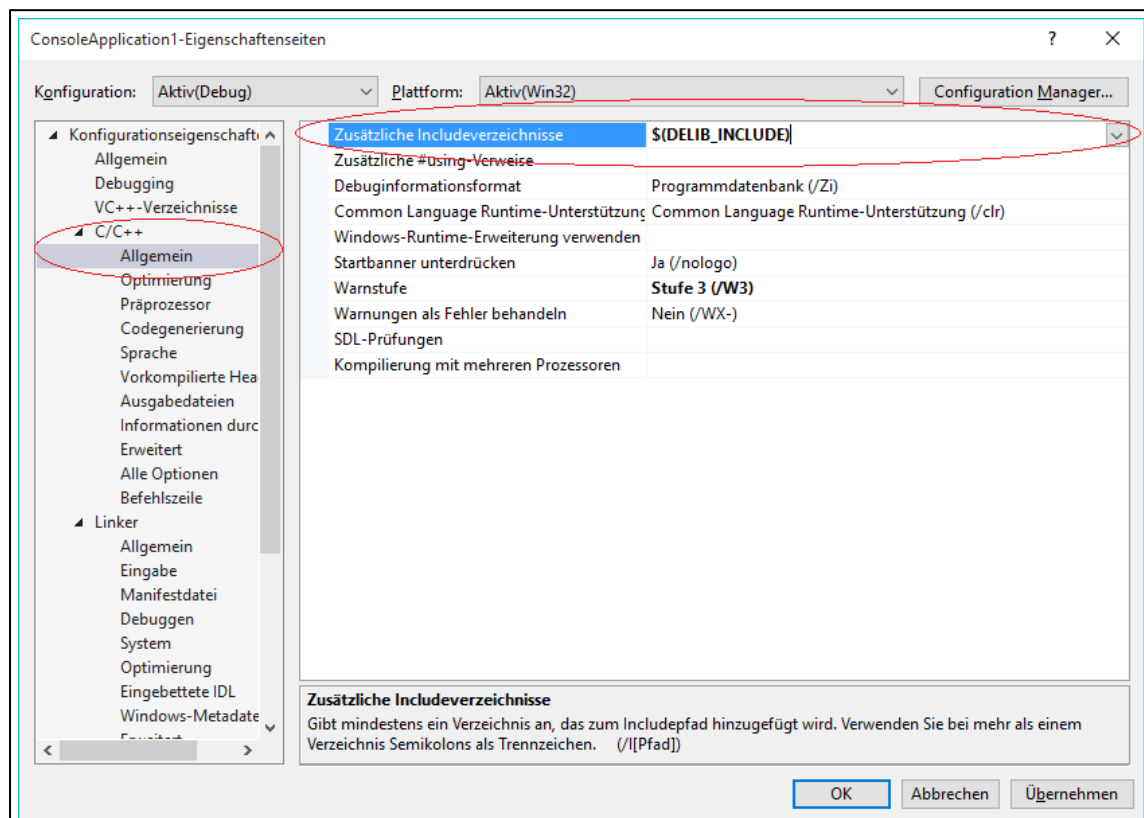 ConsoleApplication1-Eigenschaftenseiten
Konfiguration: Aktiv(Debug) Plattform: Aktiv(Win32) Configuration Manager...
Konfigurationseigenschaft
Allgemein
Debugging
VC++-Verzeichnisse
C/C++
Allgemein
Optimierung
Präprozessor
Codegenerierung
Sprache
Vorkompilierte Hea
Ausgabedateien
Informationen durc
Erweitert
Alle Optionen
Befehlszeile
Linker
Allgemein
Eingabe
Manifestdatei
Debuggen
System
Optimierung
Eingebettete IDL
Windows-Metadate
Zusätzliche Includeverzeichnisse $(DELIB_INCLUDE)
Zusätzliche #using-Verweise
Debuginformationsformat Programmdatenbank (/Zi)
Common Language Runtime-Unterstützung Common Language Runtime-Unterstützung (/clr)
Windows-Runtime-Erweiterung verwenden
Startbanner unterdrücken Ja (/nologo)
Warnstufe Stufe 3 (/W3)
Warnungen als Fehler behandeln Nein (/WX-)
SDL-Prüfungen
Kompilierung mit mehreren Prozessoren
Zusätzliche Includeverzeichnisse
Gibt mindestens ein Verzeichnis an, das zum Includepfad hinzugefügt wird. Verwenden Sie bei mehr als einem
Verzeichnis Semikolons als Trennzeichen. (/I[Pfad])
OK Abbrechen Übernehmen